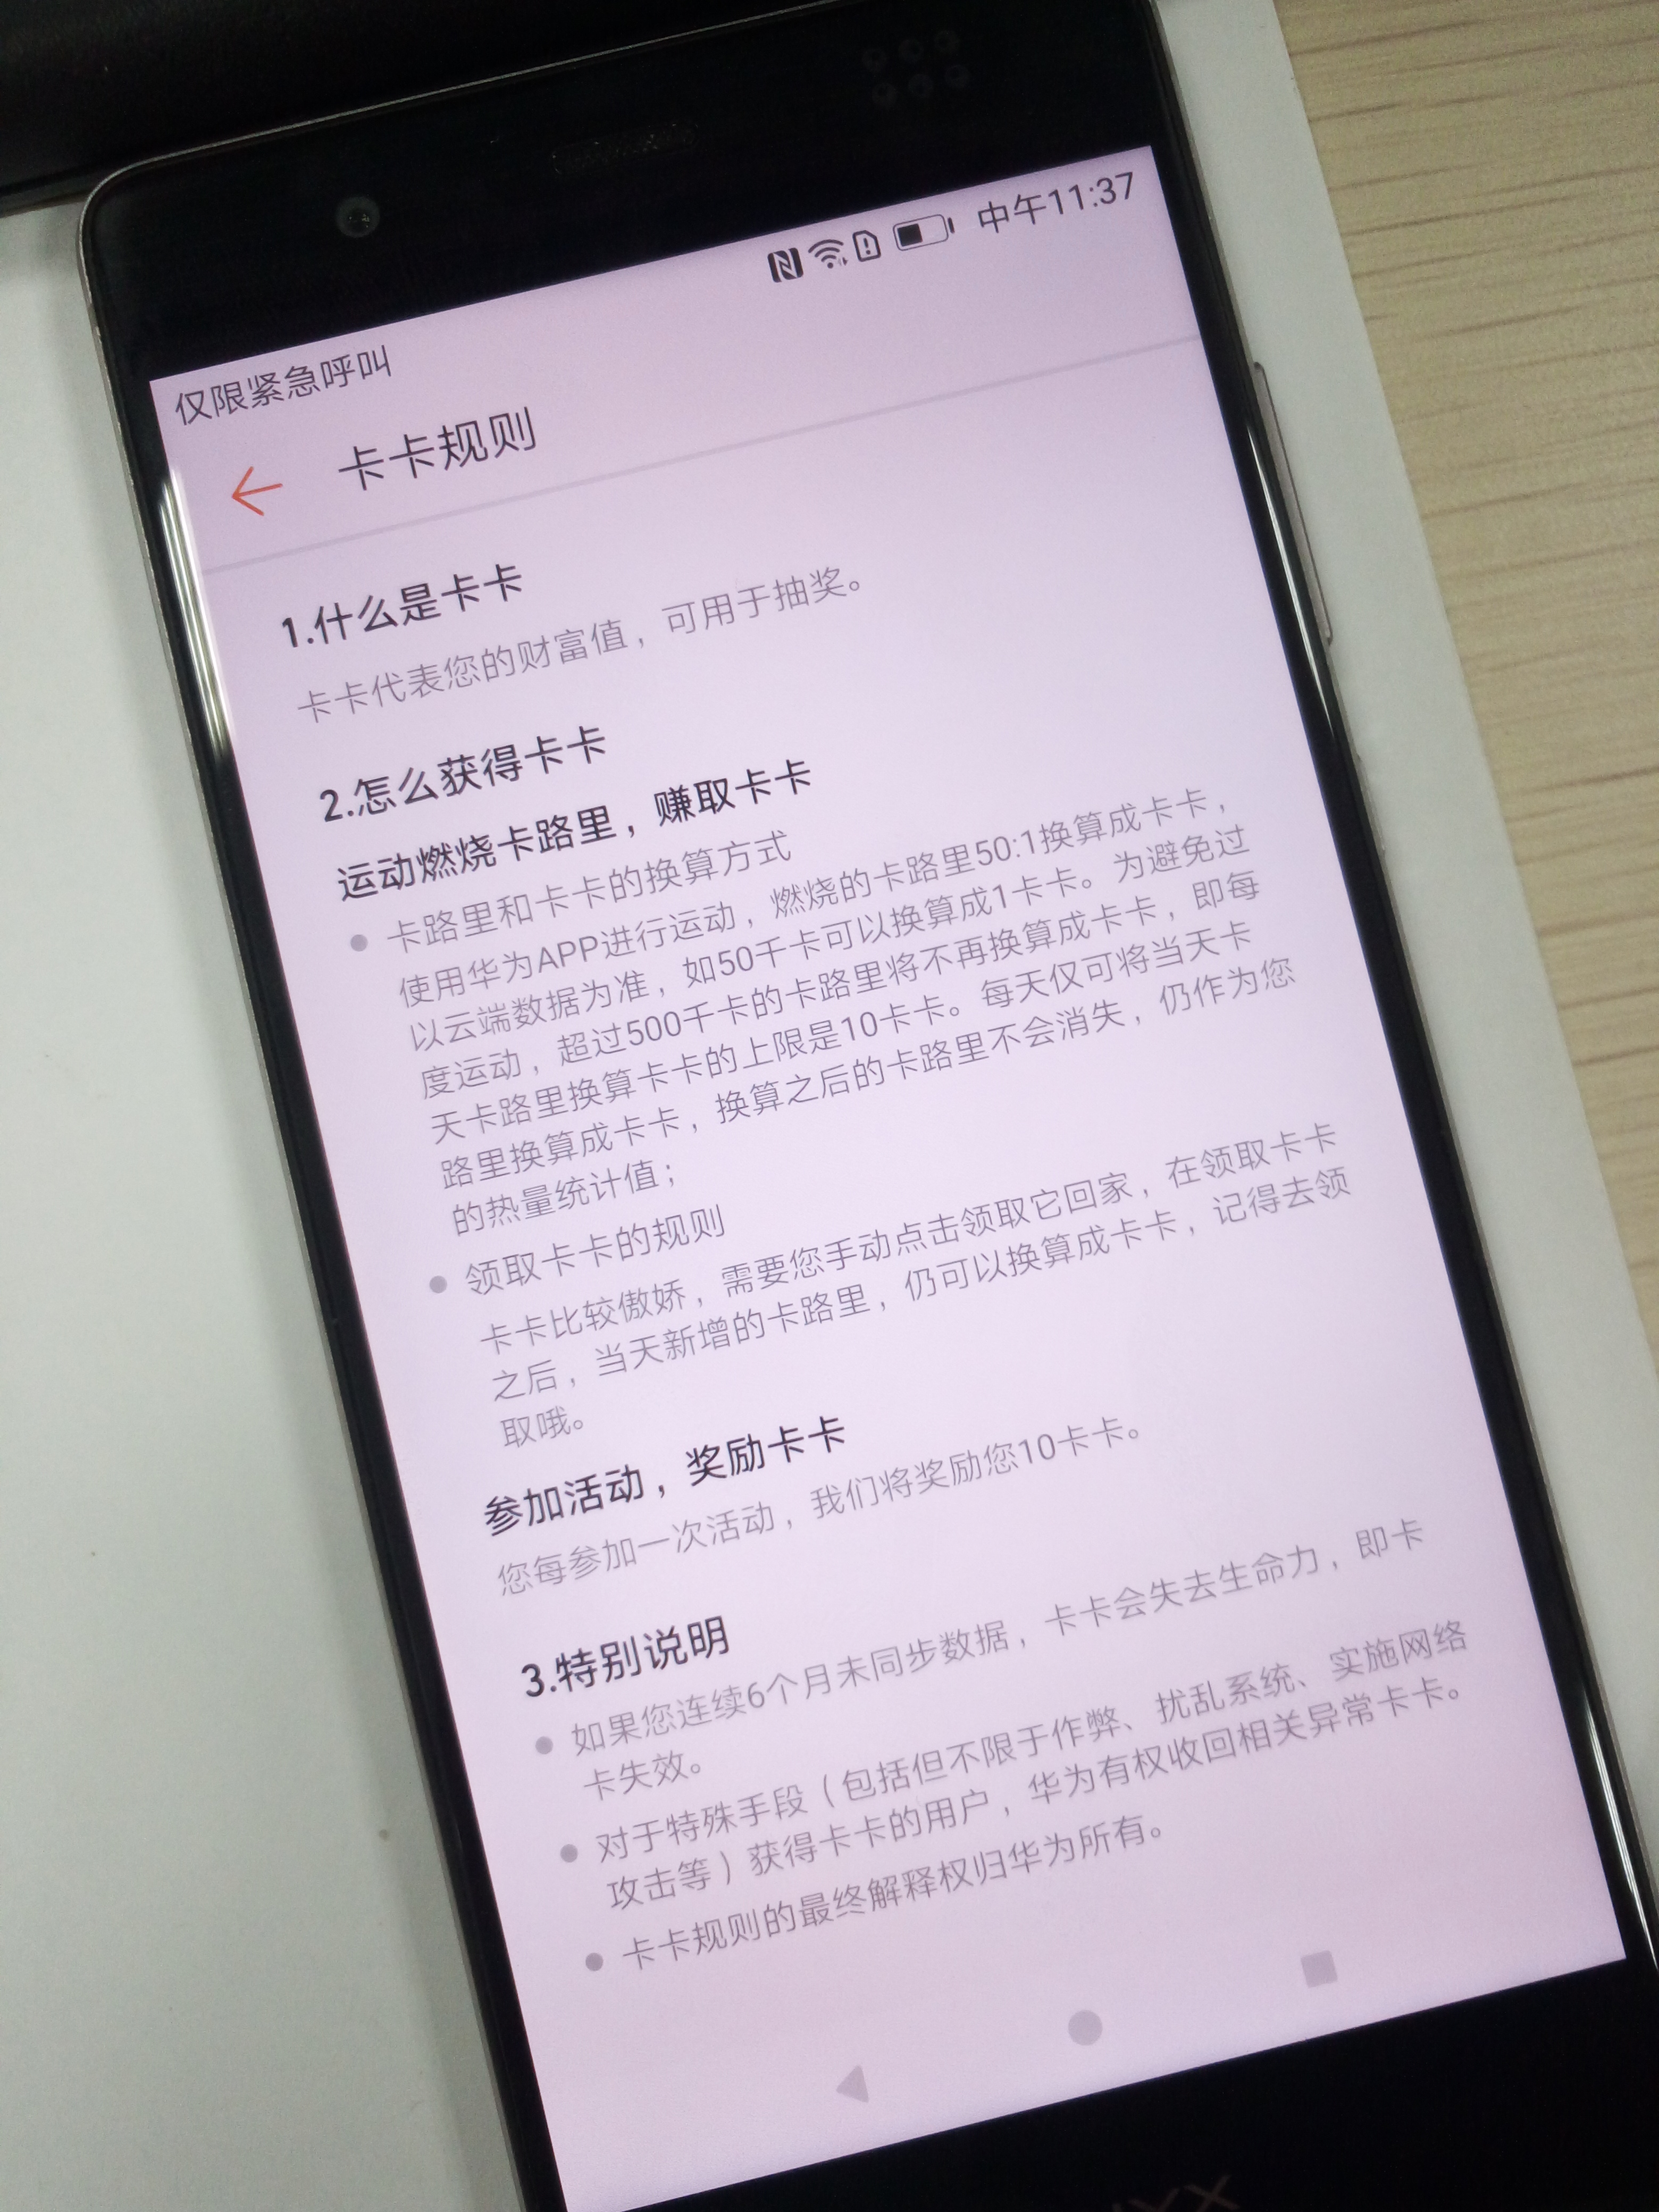 中午11:37
仅限紧急呼叫
卡卡规则
1.什么是卡卡
卡卡代表您的财富值，可用于抽奖。
2.怎么获得卡卡
运动燃烧卡路里，赚取卡卡
卡路里和卡卡的换算方式
使用华为APP进行运动，燃烧的卡路里50:1换算成卡卡，
以云端数据为准，如50千卡可以换算成1卡卡。为避免过
度运动，超过500千卡的卡路里将不再换算成卡卡，即每
天卡路里换算卡卡的上限是10卡卡。每天仅可将当天卡
路里换算成卡卡，换算之后的卡路里不会消失，仍作为您
的热量统计值；
领取卡卡的规则
卡卡比较傲娇，需要您手动点击领取它回家，在领取卡卡
之后，当天新增的卡路里，仍可以换算成卡卡，记得去领
取哦。
参加活动，奖励卡卡
您每参加一次活动，我们将奖励您10卡卡。
3.特别说明
如果您连续6个月未同步数据，卡卡会失去生命力，即卡
卡失效。
对于特殊手段（包括但不限于作弊、扰乱系统、实施网络
攻击等）获得卡卡的用户，华为有权收回相关异常卡卡。
卡卡规则的最终解释权归华为所有。